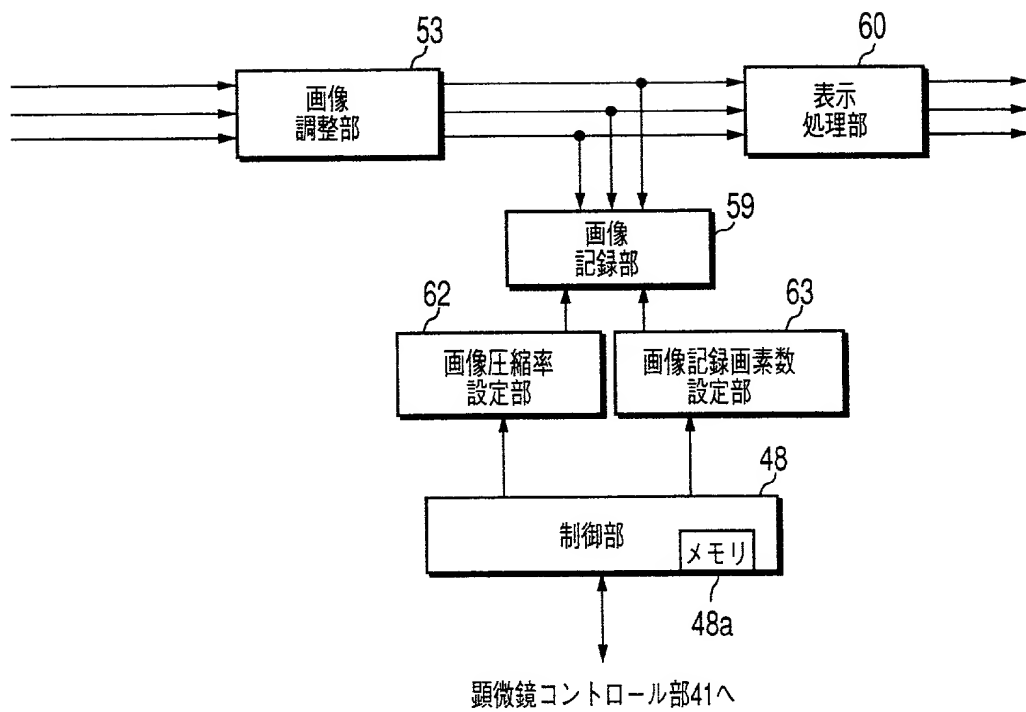 53
画像
調整部
60
表示
処理部
59
画像
記録部
62
画像圧縮率
設定部
63
画像記録画素数
設定部
48
制御部
メモリ
48a
顕微鏡コントロール部41へ